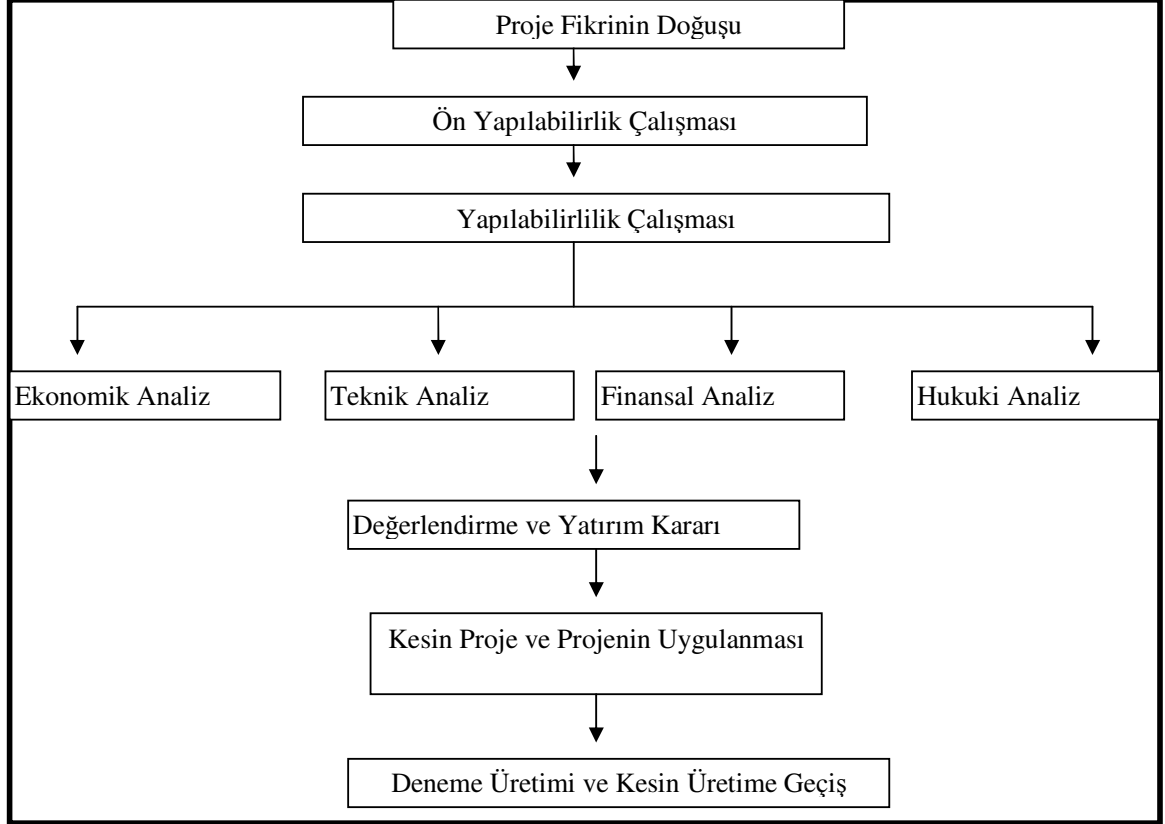 Proje Fikrinin Doğuşu
Ön Yapılabilirlik Çalışması
Yapılabilirlilik Çalışması
Ekonomik Analiz
Teknik Analiz
Finansal Analiz
Hukuki Analiz
Değerlendirme ve Yatırım Kararı
Kesin Proje ve Projenin Uygulanması
Deneme Üretimi ve Kesin Üretime Geçiş